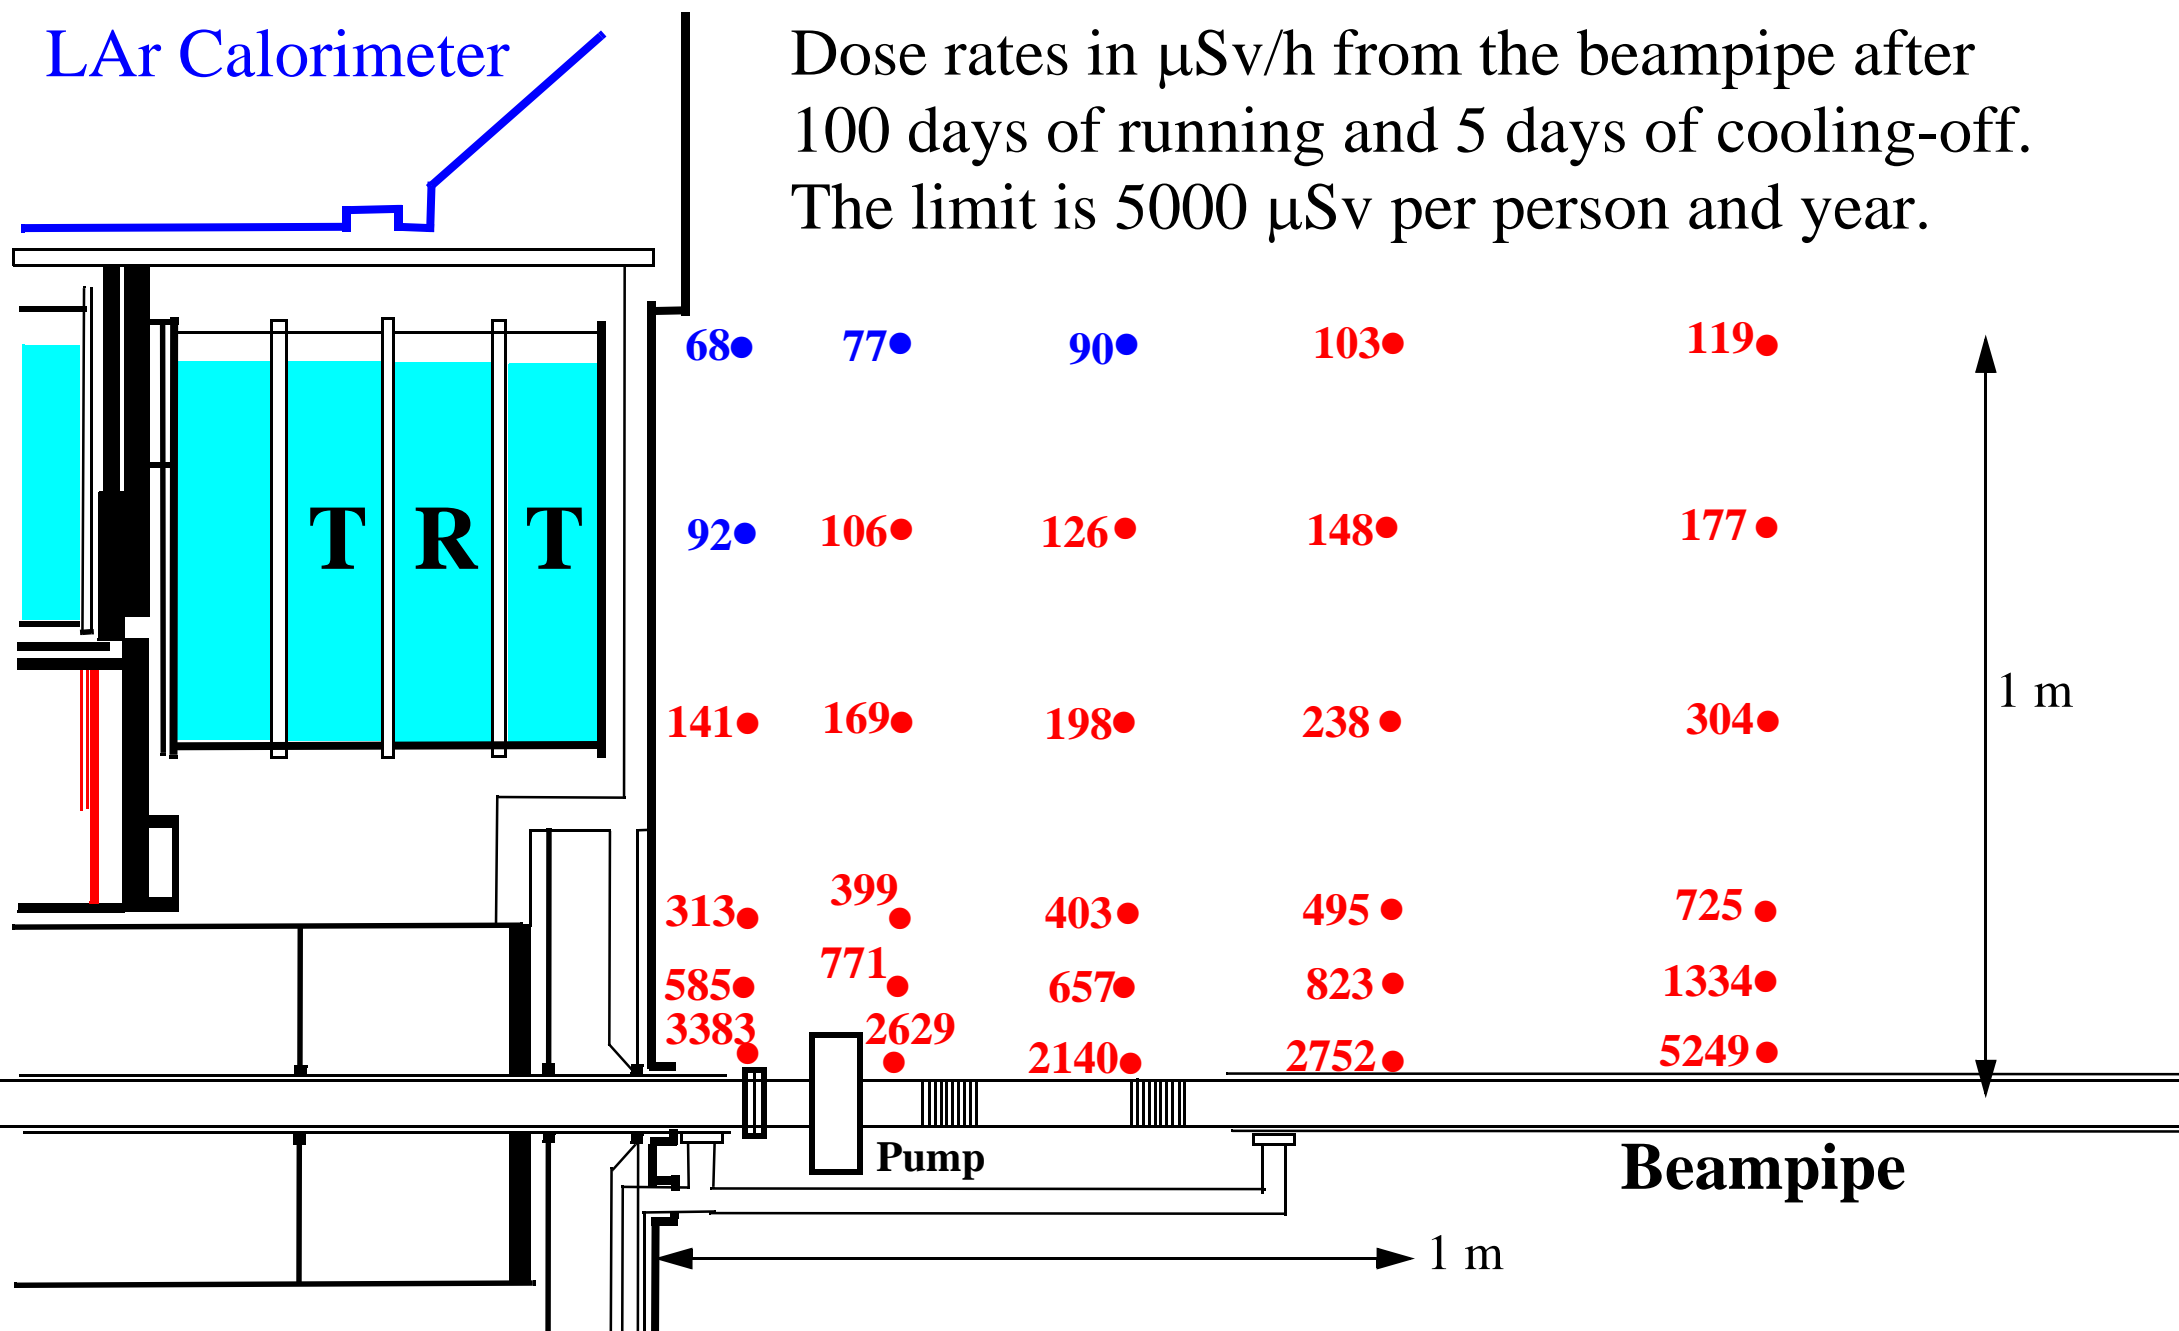 LAr Calorimeter
Dose rates in μSv/h from the beampipe after
100 days of running and 5 days of cooling-off.
The limit is 5000 μSv per person and year.
68 77 90 103 119
T R T
92 106 126 148 177
1 m
141 169 198 238 304
313 399 403 495 725
585 771 657 823 1334
3383 2629 2140 2752 5249
Pump
Beampipe
1 m